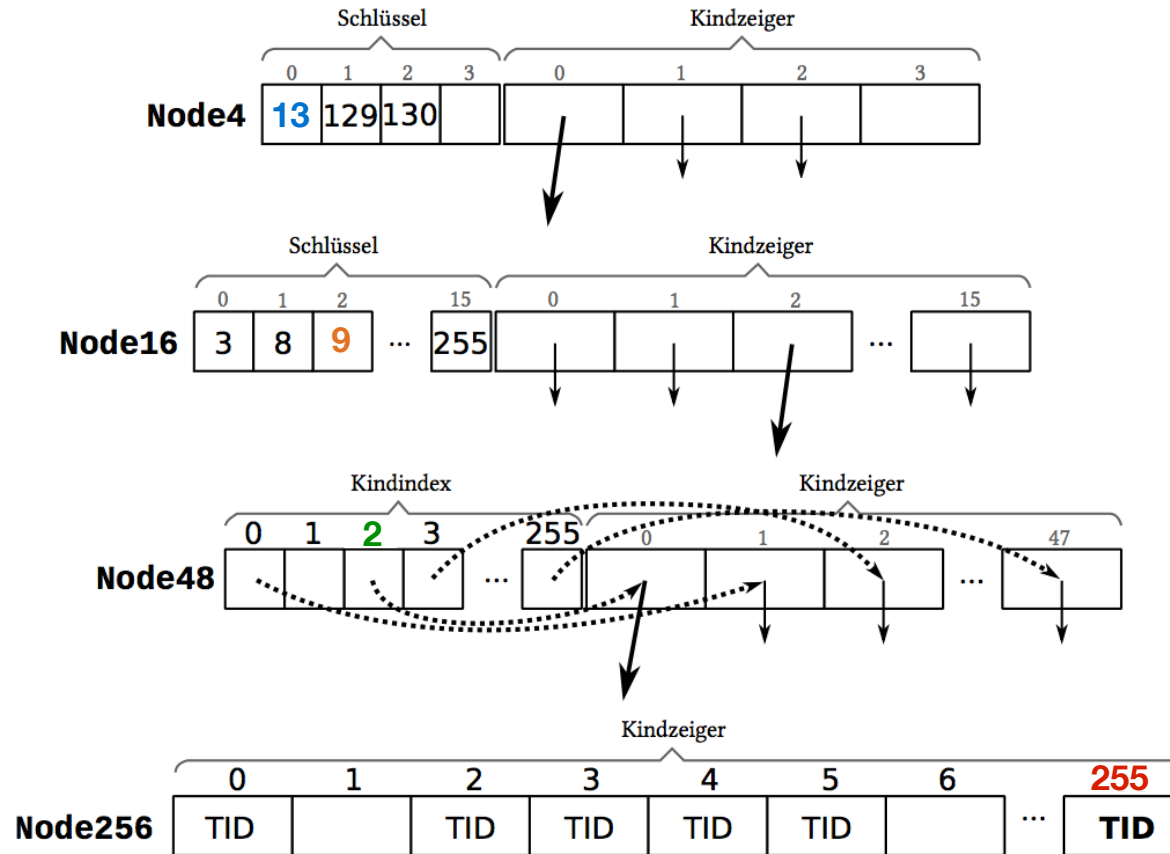 Schlüssel Kindzeiger
0 1 2 3 0 1 2 3
Node4 13 129 130
Schlüssel Kindzeiger
0 1 2 15 0 1 2 15
Node16 3 8 9 ... 255 ...
Kindindex Kindzeiger
0 1 2 3 255 0 1 2 47
Node48 ... ...
Kindzeiger
0 1 2 3 4 5 6 255
Node256 TID TID TID TID TID ... TID